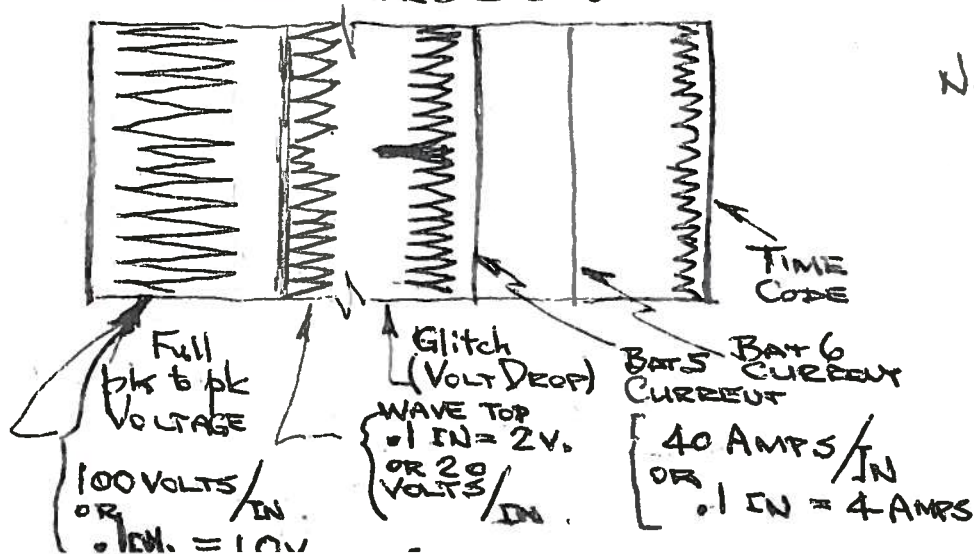 N
TIME
CODE
Full
pk to pk
VOLTAGE
100 VOLTS/IN
OR
.1 IN. = 10V
Glitch
(VOLT DROP)
WAVE TOP
.1 IN = 2 V.
OR 20
VOLTS/IN.
BAT 5
CURRENT
BAT 6
CURRENT
40 AMPS/IN
OR
.1 IN = 4 AMPS